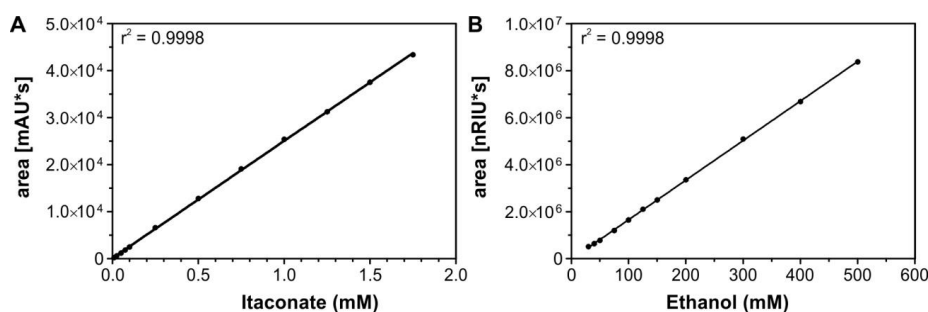 A
r² = 0.9998
area [mAU*s]
5.0×10⁴
4.0×10⁴
3.0×10⁴
2.0×10⁴
1.0×10⁴
0
0.0 0.5 1.0 1.5 2.0
Itaconate (mM)
B
r² = 0.9998
area [nRIU*s]
1.0×10⁷
8.0×10⁶
6.0×10⁶
4.0×10⁶
2.0×10⁶
0
0 100 200 300 400 500 600
Ethanol (mM)